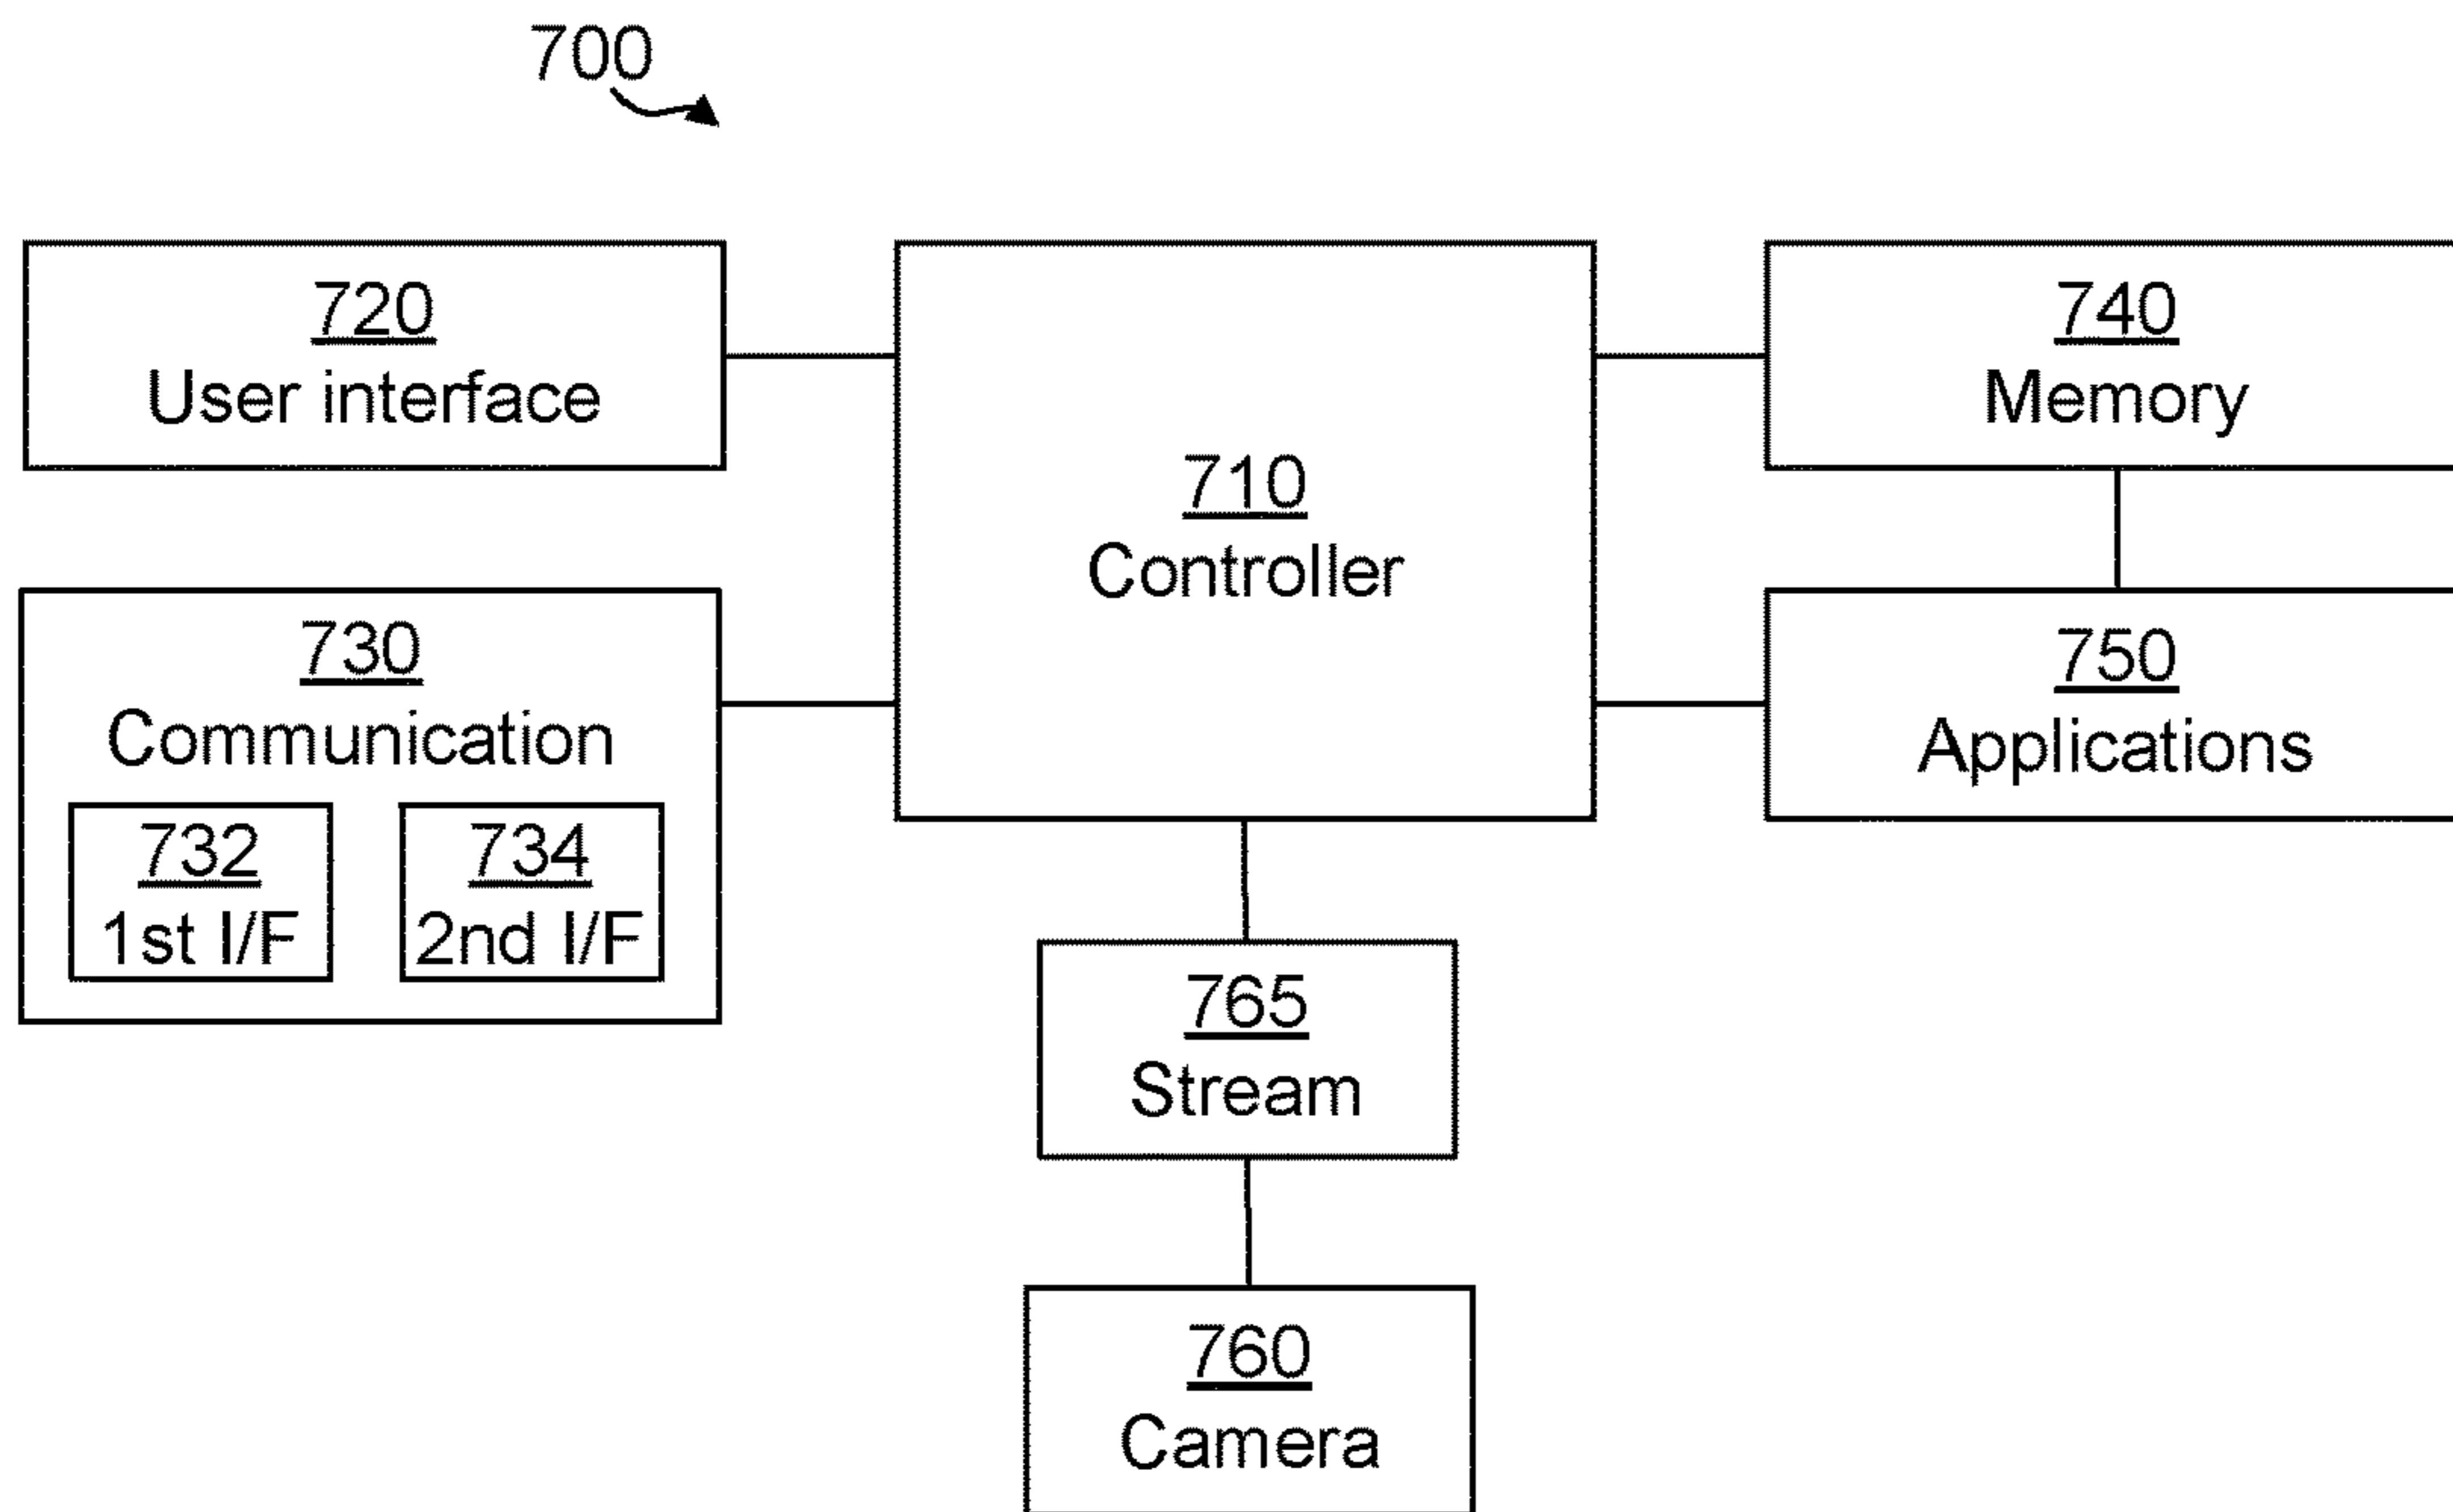 700
720
User interface
710
Controller
740
Memory
730
Communication
732
1st I/F
734
2nd I/F
750
Applications
765
Stream
760
Camera